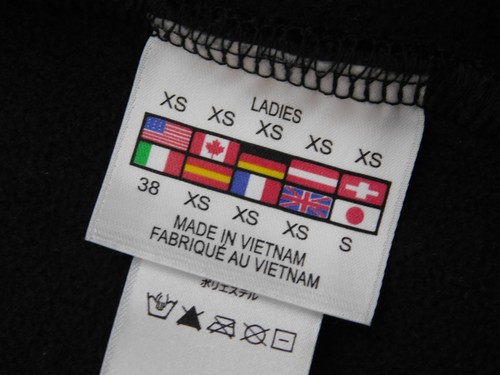 LADIES
XS XS XS XS XS
38 XS XS XS S
MADE IN VIETNAM
FABRIQUÉ AU VIETNAM
ポリエステル